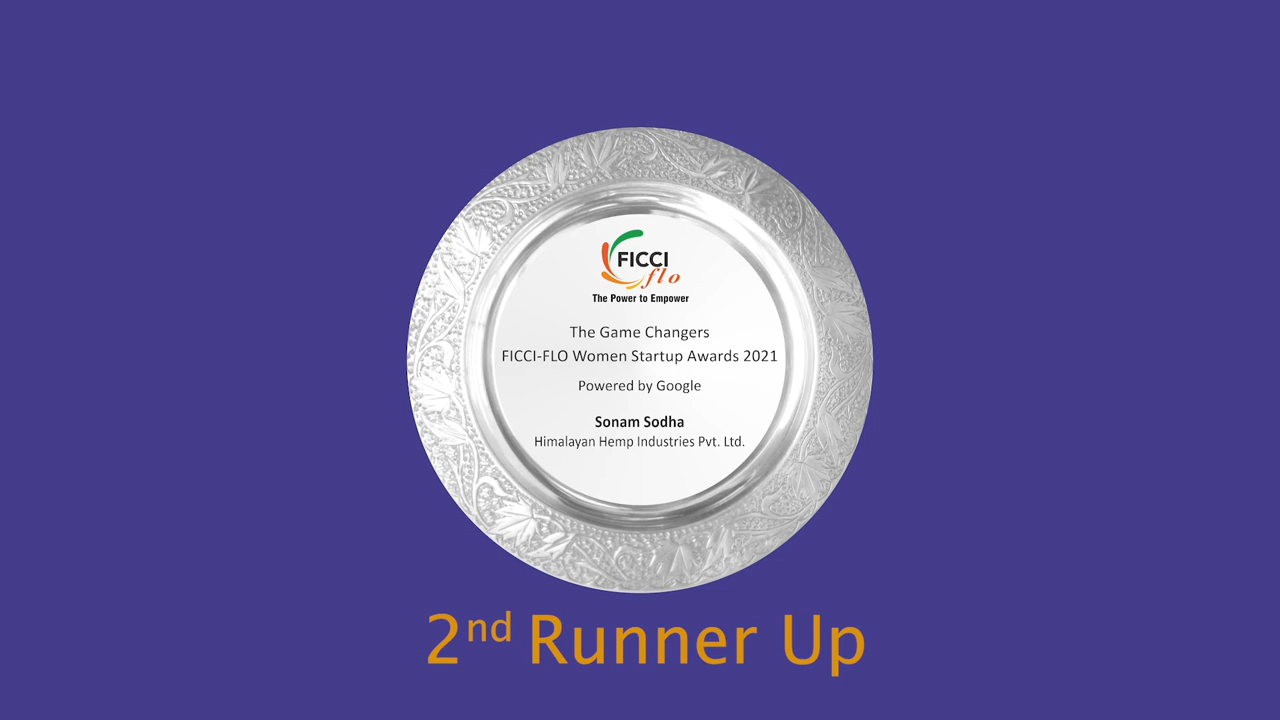 FICCI
flo
The Power to Empower
The Game Changers
FICCI-FLO Women Startup Awards 2021
Powered by Google
Sonam Sodha
Himalayan Hemp Industries Pvt. Ltd.
2nd Runner Up